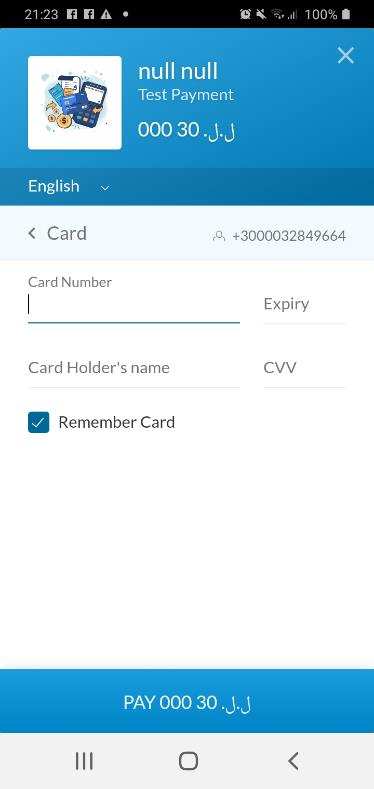 21:23 100%
null null
Test Payment
000 30 ل.ل.
English
Card
+3000032849664
Card Number
Expiry
Card Holder's name
CVV
Remember Card
PAY 000 30 ل.ل.